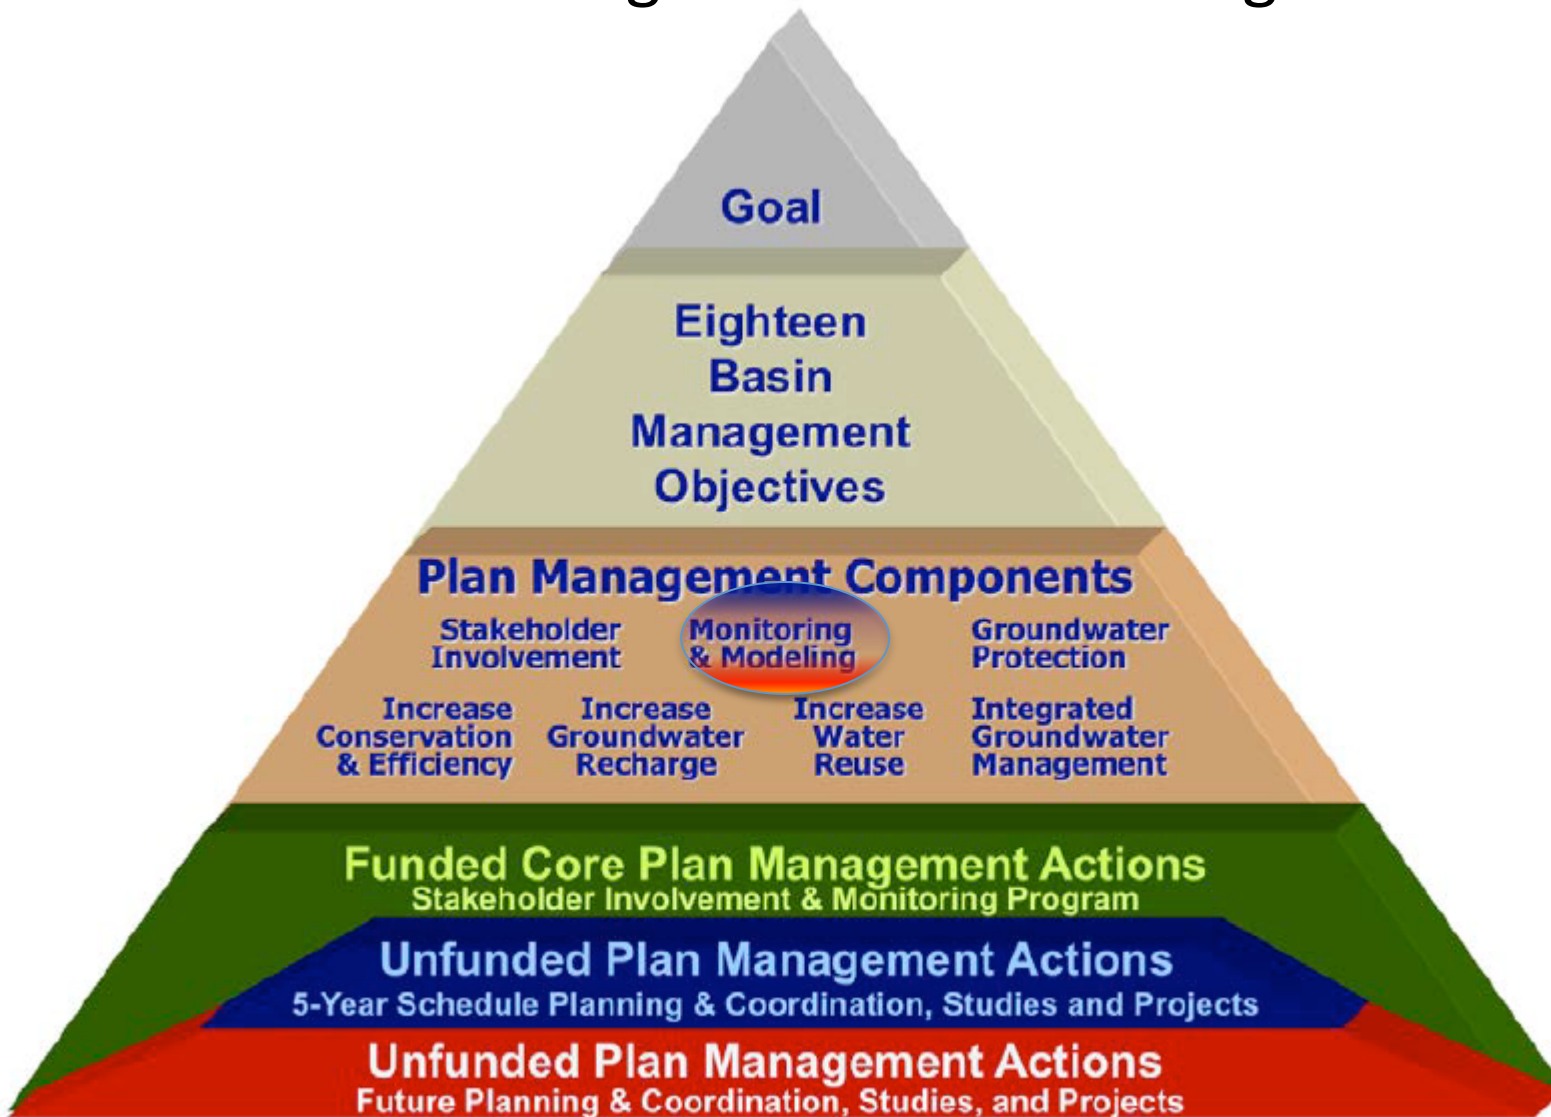 Goal
Eighteen
Basin
Management
Objectives
Plan Management Components
Stakeholder
Involvement
Monitoring
& Modeling
Groundwater
Protection
Increase
Conservation
& Efficiency
Increase
Groundwater
Recharge
Increase
Water
Reuse
Integrated
Groundwater
Management
Funded Core Plan Management Actions
Stakeholder Involvement & Monitoring Program
Unfunded Plan Management Actions
5-Year Schedule Planning & Coordination, Studies and Projects
Unfunded Plan Management Actions
Future Planning & Coordination, Studies, and Projects